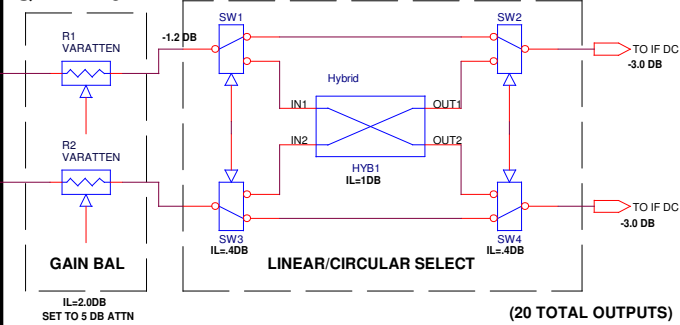 SW1
SW2
R1
VARATTEN
-1.2 DB
TO IF DC
-3.0 DB
Hybrid
IN1
OUT1
IN2
OUT2
R2
VARATTEN
HYB1
IL=1DB
TO IF DC
-3.0 DB
SW3
IL=.4DB
SW4
IL=.4DB
GAIN BAL
LINEAR/CIRCULAR SELECT
IL=2.0DB
SET TO 5 DB ATTN
(20 TOTAL OUTPUTS)